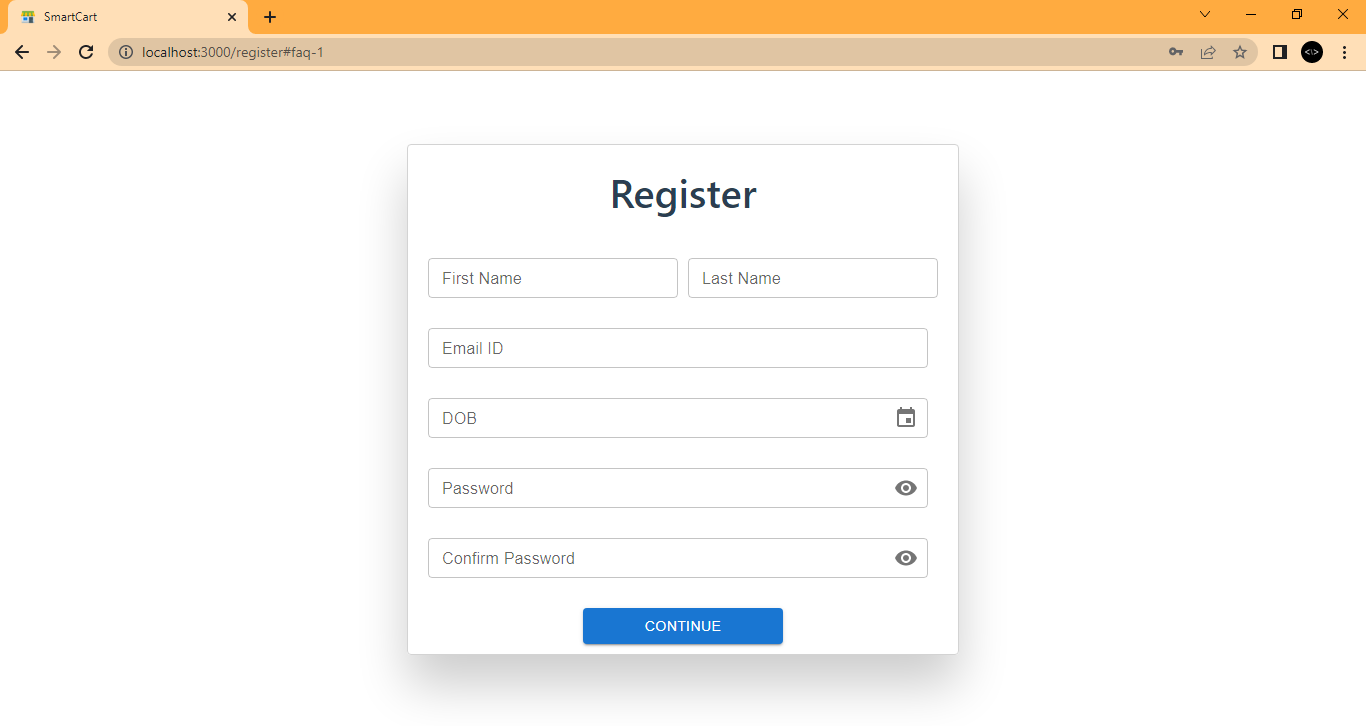 SmartCart
localhost:3000/register#faq-1
<\>
Register
First Name Last Name
Email ID
DOB
Password
Confirm Password
CONTINUE